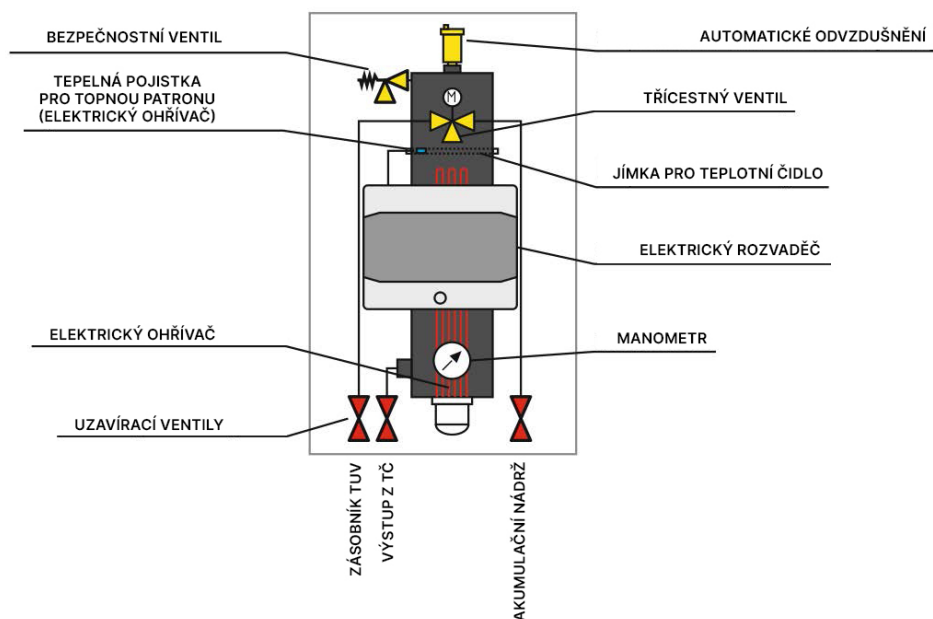 BEZPEČNOSTNÍ VENTIL
TEPELNÁ POJISTKA
PRO TOPNOU PATRONU
(ELEKTRICKÝ OHŘÍVAČ)
AUTOMATICKÉ ODVZDUŠNĚNÍ
M
TŘÍCESTNÝ VENTIL
JÍMKA PRO TEPLOTNÍ ČIDLO
ELEKTRICKÝ ROZVADĚČ
ELEKTRICKÝ OHŘÍVAČ
MANOMETR
UZAVÍRACÍ VENTILY
ZÁSOBNÍK TUV
VÝSTUP Z TČ
AKUMULAČNÍ NÁDRŽ